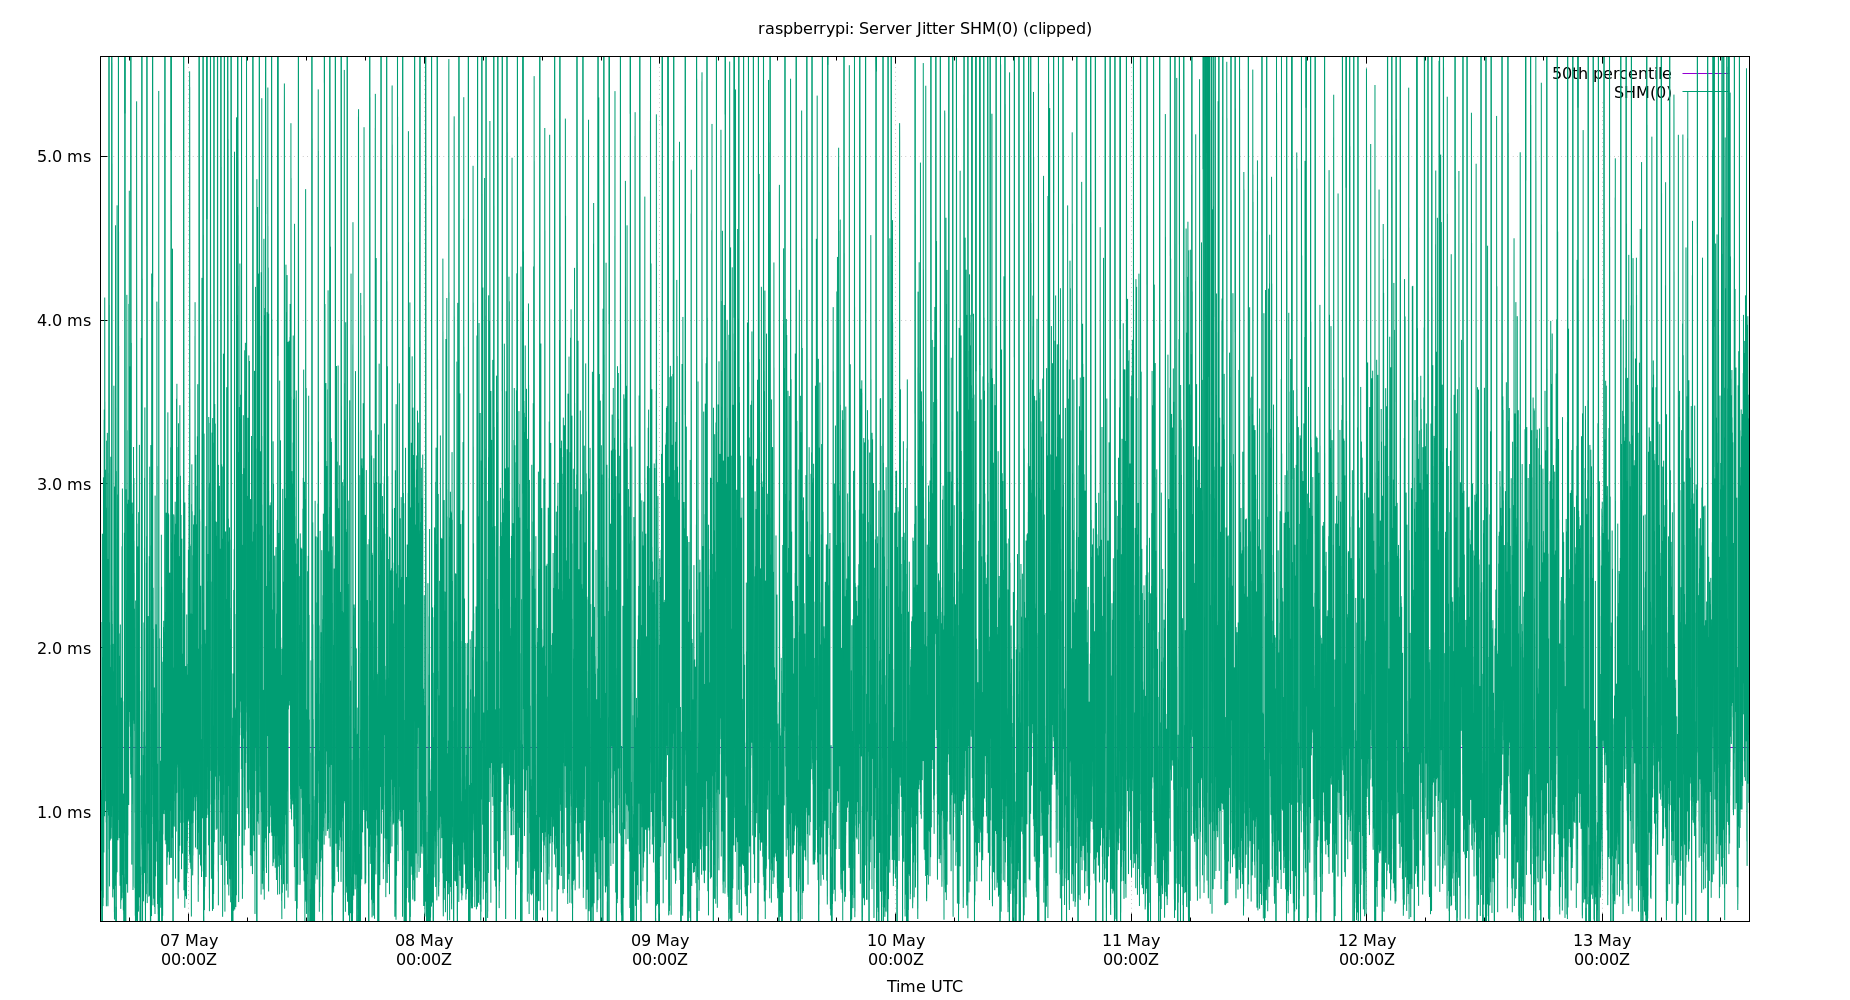 raspberrypi: Server Jitter SHM(0) (clipped)
50th percentile
SHM(0)
5.0 ms
4.0 ms
3.0 ms
2.0 ms
1.0 ms
07 May 08 May 09 May 10 May 11 May 12 May 13 May
00:00Z 00:00Z 00:00Z 00:00Z 00:00Z 00:00Z 00:00Z
Time UTC